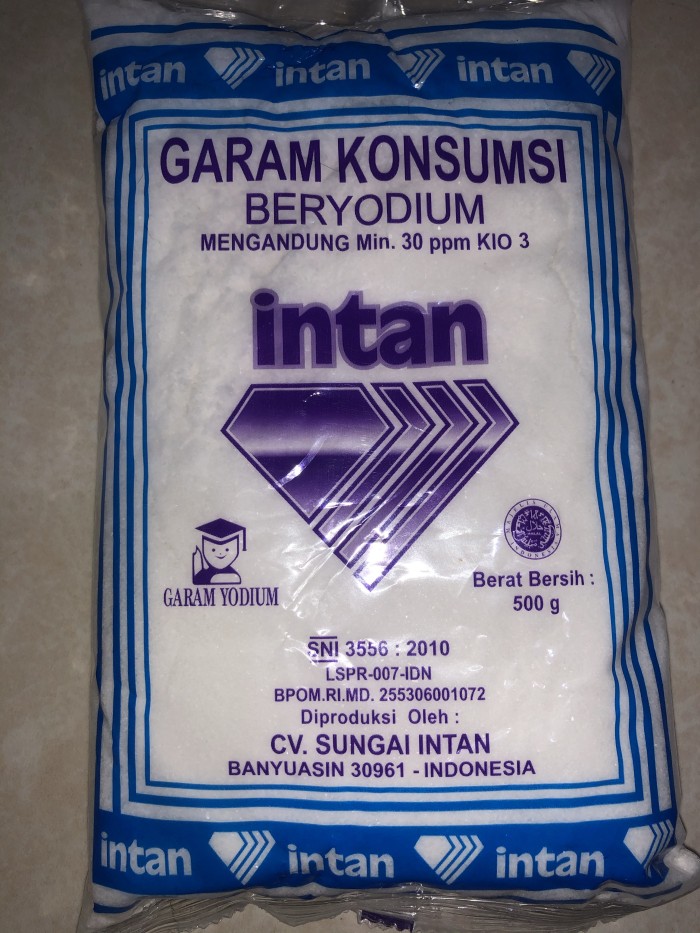 intan intan intan
GARAM KONSUMSI
BERYODIUM
MENGANDUNG Min. 30 ppm KIO 3
intan
GARAM YODIUM
Berat Bersih :
500 g
SNI 3556 : 2010
LSPR-007-IDN
BPOM.RI.MD. 255306001072
Diproduksi Oleh :
CV. SUNGAI INTAN
BANYUASIN 30961 - INDONESIA
intan intan intan